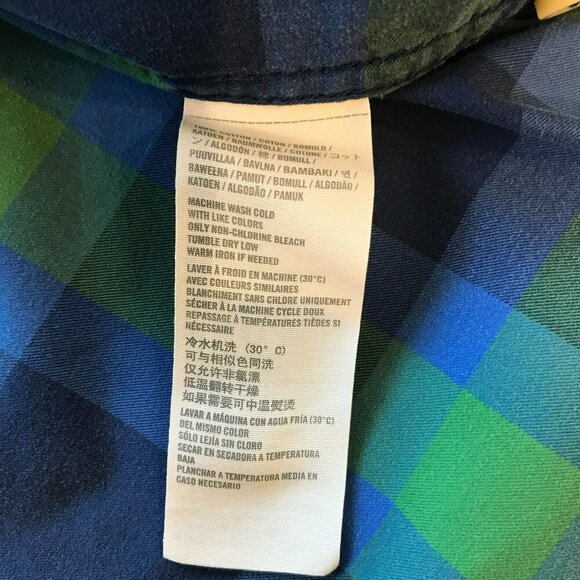 100% COTTON / COTON / BOMULD /
KATOEN / BAUMWOLLE / COTONE / コット
ン / ALGODÓN / 棉 / BOMULL /
PUUVILLAA / BAVLNA / BAMBAKI / 면 /
BAWEŁNA / PAMUT / BOMULL / ALGODÃO /
KATOEN / ALGODÃO / PAMUK
MACHINE WASH COLD
WITH LIKE COLORS
ONLY NON-CHLORINE BLEACH
TUMBLE DRY LOW
WARM IRON IF NEEDED
LAVER À FROID EN MACHINE (30°C)
AVEC COULEURS SIMILAIRES
BLANCHIMENT SANS CHLORE UNIQUEMENT
SÉCHER À LA MACHINE CYCLE DOUX
REPASSAGE À TEMPÉRATURES TIÈDES SI
NÉCESSAIRE
冷水机洗 (30°C)
可与相似色同洗
仅允许非氯漂
低温翻转干燥
如果需要可中温熨烫
LAVAR A MÁQUINA CON AGUA FRÍA (30°C)
DEL MISMO COLOR
SÓLO LEJÍA SIN CLORO
SECAR EN SECADORA A TEMPERATURA
BAJA
PLANCHAR A TEMPERATURA MEDIA EN
CASO NECESARIO